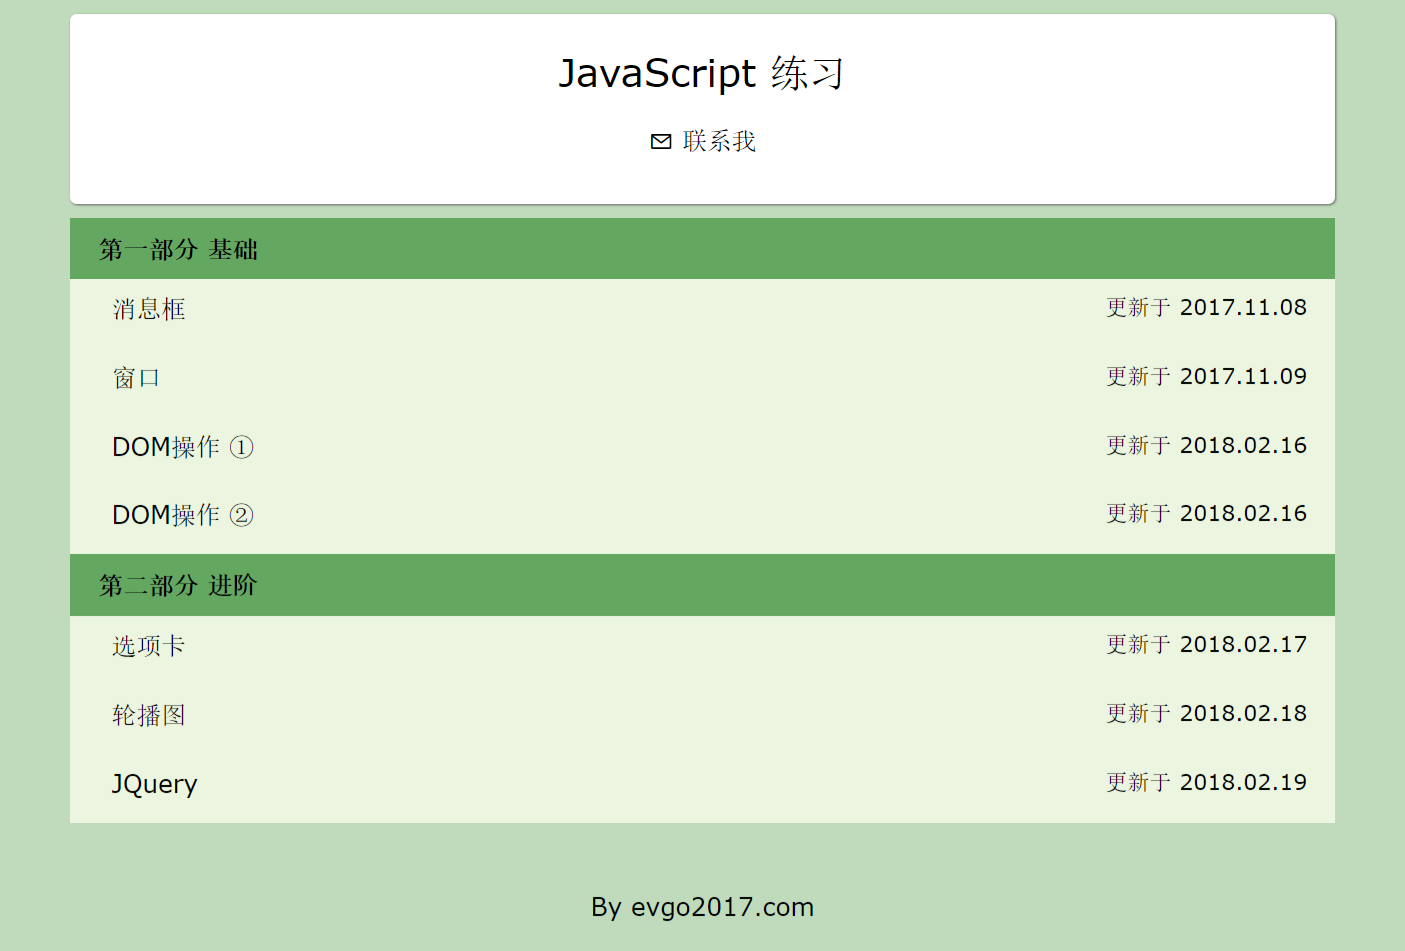 JavaScript 练习
联系我
第一部分 基础
消息框 更新于 2017.11.08
窗口 更新于 2017.11.09
DOM操作 ① 更新于 2018.02.16
DOM操作 ② 更新于 2018.02.16
第二部分 进阶
选项卡 更新于 2018.02.17
轮播图 更新于 2018.02.18
JQuery 更新于 2018.02.19
By evgo2017.com